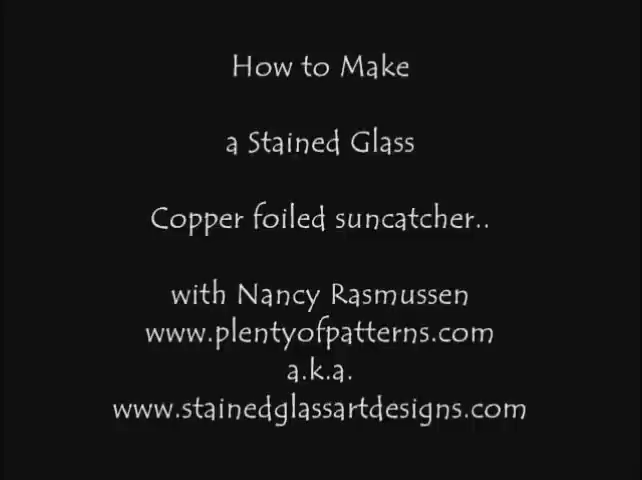 How to Make
a Stained Glass
Copper foiled suncatcher..
with Nancy Rasmussen
www.plentyofpatterns.com
a.k.a.
www.stainedglassartdesigns.com